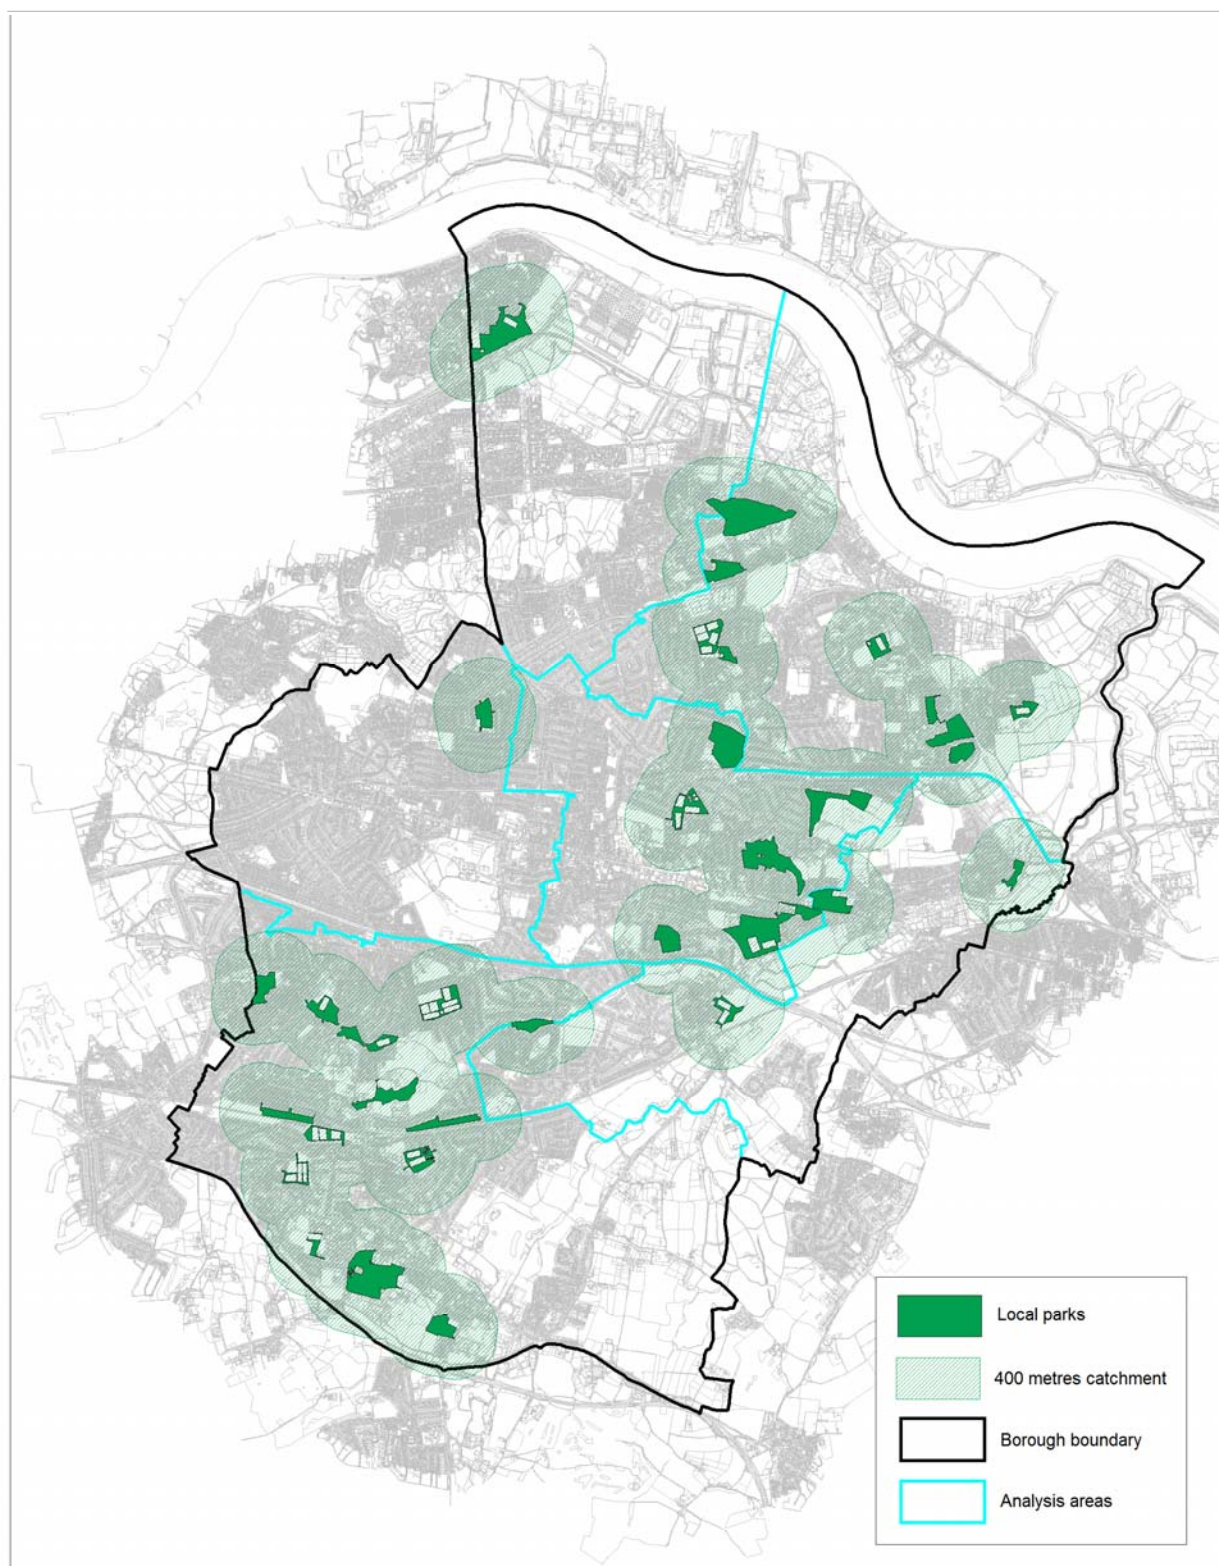 Local parks
400 metres catchment
Borough boundary
Analysis areas